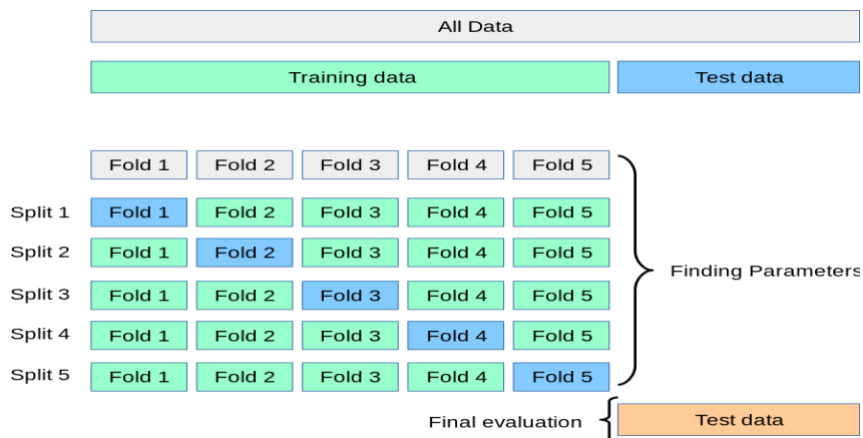 All Data
Training data Test data
Fold 1 Fold 2 Fold 3 Fold 4 Fold 5
Split 1 Fold 1 Fold 2 Fold 3 Fold 4 Fold 5
Split 2 Fold 1 Fold 2 Fold 3 Fold 4 Fold 5
Finding Parameters
Split 3 Fold 1 Fold 2 Fold 3 Fold 4 Fold 5
Split 4 Fold 1 Fold 2 Fold 3 Fold 4 Fold 5
Split 5 Fold 1 Fold 2 Fold 3 Fold 4 Fold 5
Final evaluation Test data